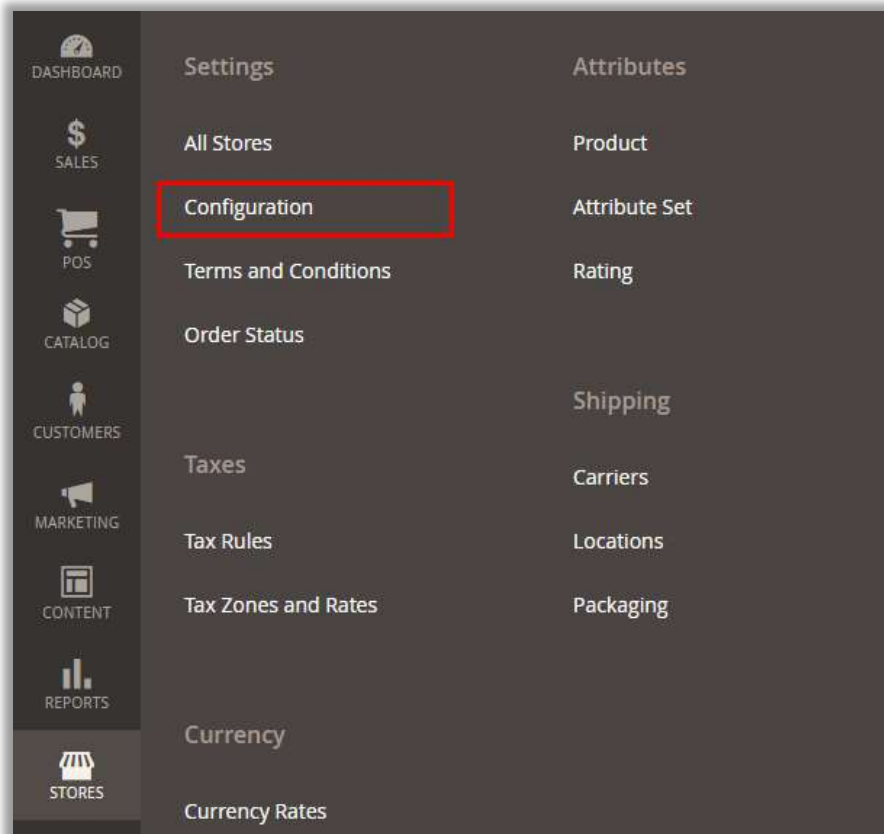 DASHBOARD
SALES
POS
CATALOG
CUSTOMERS
MARKETING
CONTENT
REPORTS
STORES
Settings
All Stores
Configuration
Terms and Conditions
Order Status
Taxes
Tax Rules
Tax Zones and Rates
Currency
Currency Rates
Attributes
Product
Attribute Set
Rating
Shipping
Carriers
Locations
Packaging